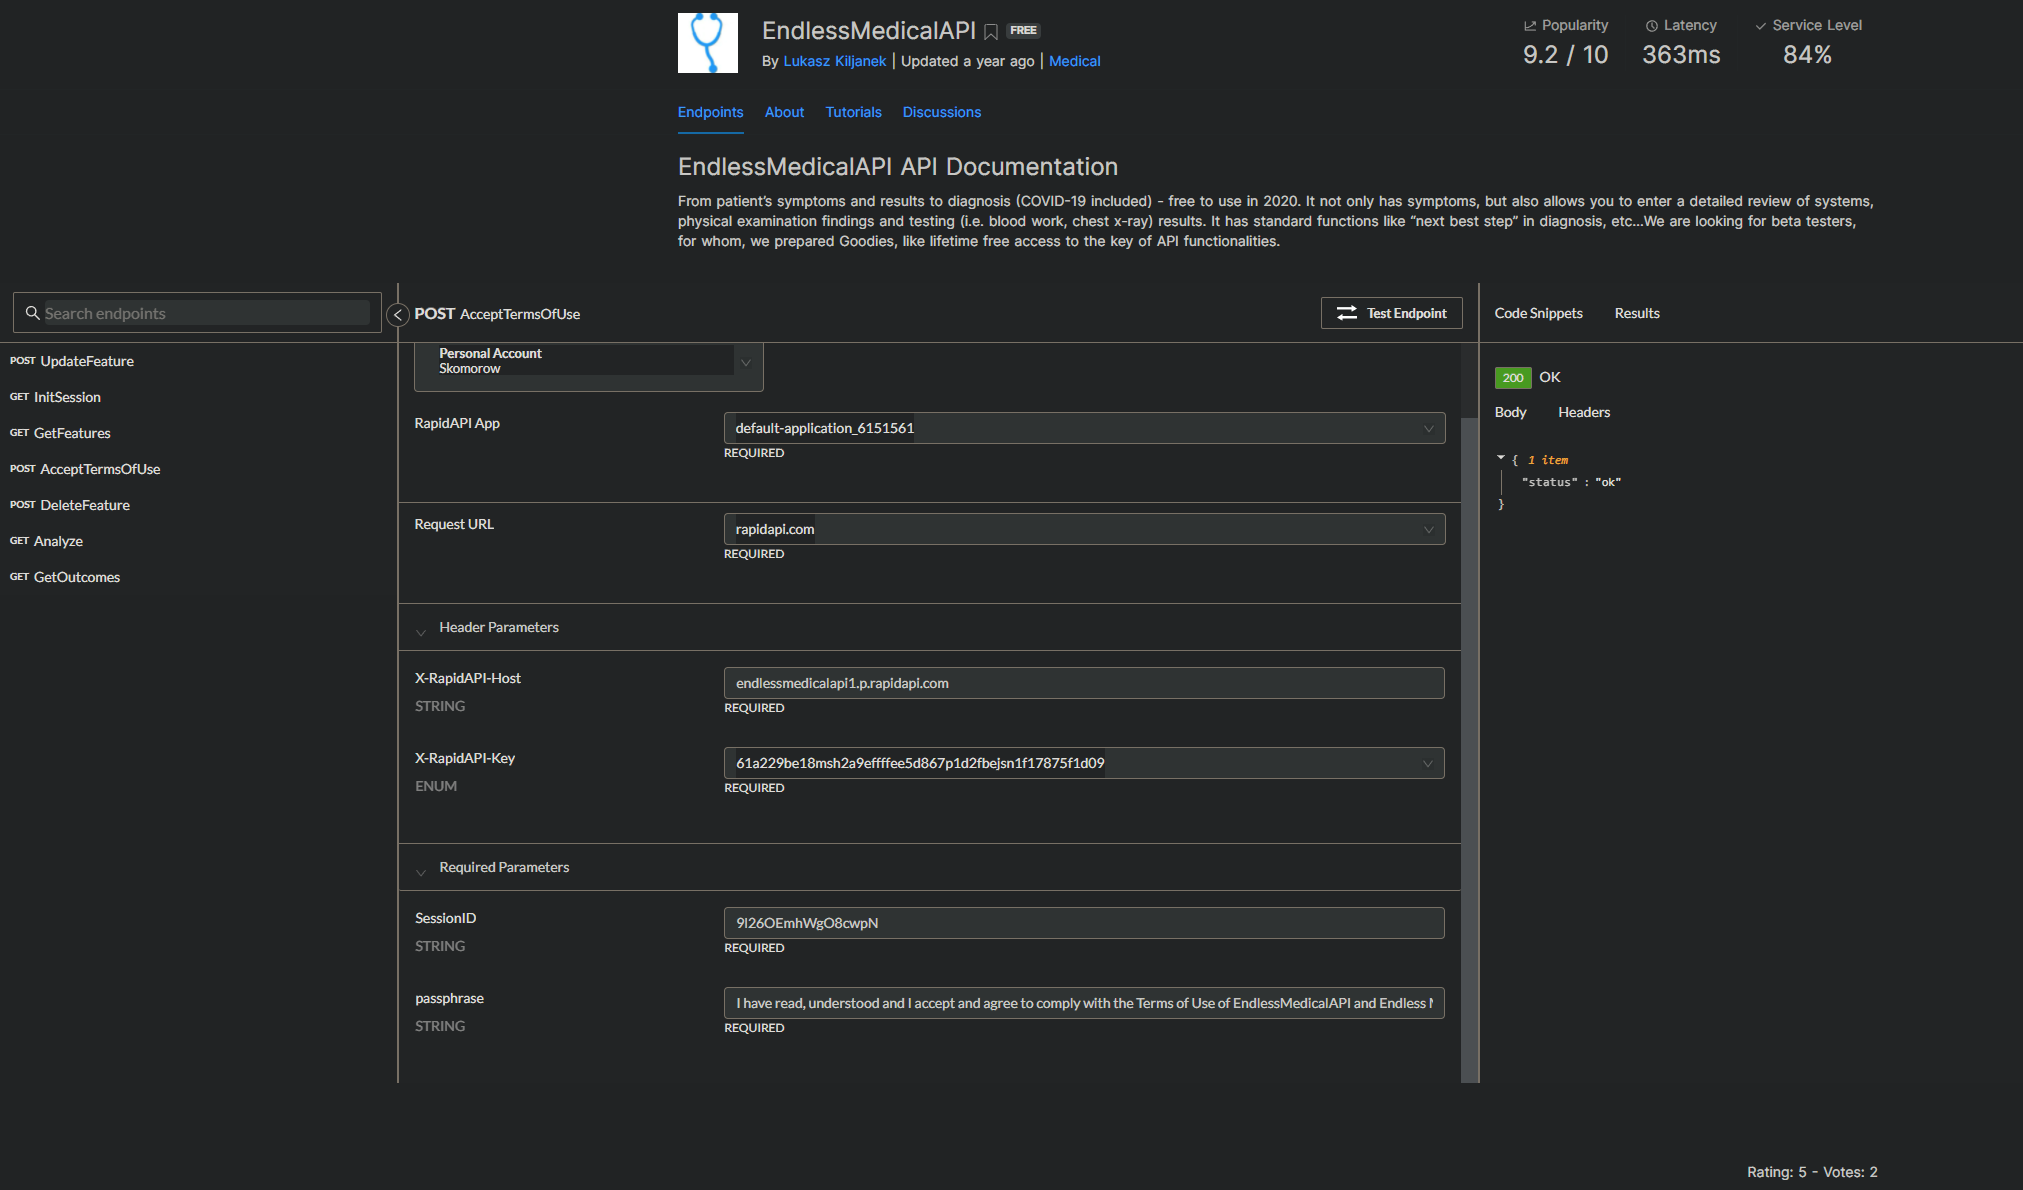 EndlessMedicalAPI FREE
By Lukasz Kiljanek | Updated a year ago | Medical
Popularity
9.2 / 10
Latency
363ms
Service Level
84%
Endpoints About Tutorials Discussions
EndlessMedicalAPI API Documentation
From patient's symptoms and results to diagnosis (COVID-19 included) - free to use in 2020. It not only has symptoms, but also allows you to enter a detailed review of systems,
physical examination findings and testing (i.e. blood work, chest x-ray) results. It has standard functions like “next best step” in diagnosis, etc...We are looking for beta testers,
for whom, we prepared Goodies, like lifetime free access to the key of API functionalities.
Search endpoints
POST UpdateFeature
GET InitSession
GET GetFeatures
POST AcceptTermsOfUse
POST DeleteFeature
GET Analyze
GET GetOutcomes
POST AcceptTermsOfUse
Test Endpoint
Personal Account
Skomorow
RapidAPI App
default-application_6151561
REQUIRED
Request URL
rapidapi.com
REQUIRED
Header Parameters
X-RapidAPI-Host
STRING
endlessmedicalapi1.p.rapidapi.com
REQUIRED
X-RapidAPI-Key
ENUM
61a229be18msh2a9effffee5d867p1d2fbejsn1f17875f1d09
REQUIRED
Required Parameters
SessionID
STRING
9l26OEmhWgO8cwpN
REQUIRED
passphrase
STRING
I have read, understood and I accept and agree to comply with the Terms of Use of EndlessMedicalAPI and Endless
REQUIRED
Code Snippets Results
200 OK
Body Headers
{ 1 item
"status" : "ok"
}
Rating: 5 - Votes: 2